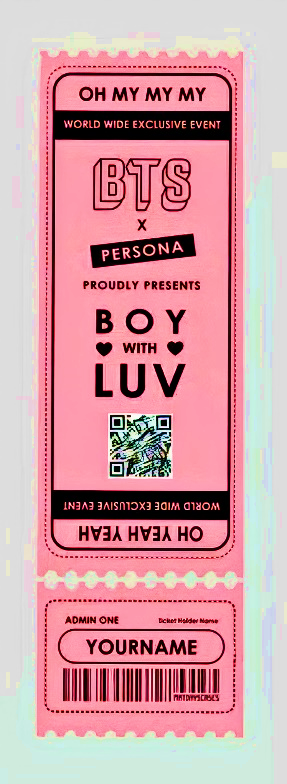 OH MY MY MY
WORLD WIDE EXCLUSIVE EVENT
BTS
X
PERSONA
PROUDLY PRESENTS
BOY
WITH
LUV
WORLD WIDE EXCLUSIVE EVENT
OH YEAH YEAH
ADMIN ONE
Ticket Holder Name
YOURNAME
ARTDAYSCASES